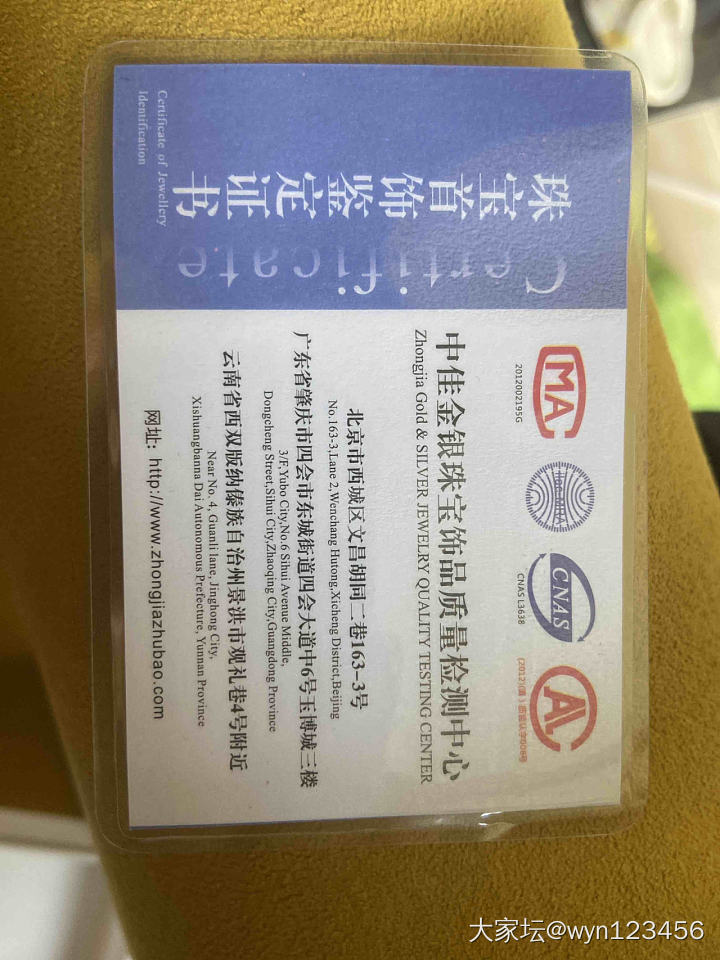 珠宝首饰鉴定证书
Certificate of Jewellery
Identification
Certificate
MA
2012002195G
CNAS
CNAS L3638
AL
中佳金银珠宝饰品质量检测中心
Zhongjia Gold & SILVER JEWELRY QUALITY TESTING CENTER
北京市西城区文昌胡同二巷163-3号
No.163-3,Lane 2,Wenchang Hutong,Xicheng District,Beijing
广东省肇庆市四会市东城街道四会大道中6号玉博城三楼
3/F,Yubo City,No.6 Sihui Avenue Middle,
Dongcheng Street,Sihui City,Zhaoqing City,Guangdong Province
云南省西双版纳傣族自治州景洪市观礼巷4号附近
Near No. 4, Guanli lane, Jinghong City,
Xishuangbanna Dai Autonomous Prefecture, Yunnan Province
网址: http://www.zhongjiazhubao.com
大家坛@wyn123456